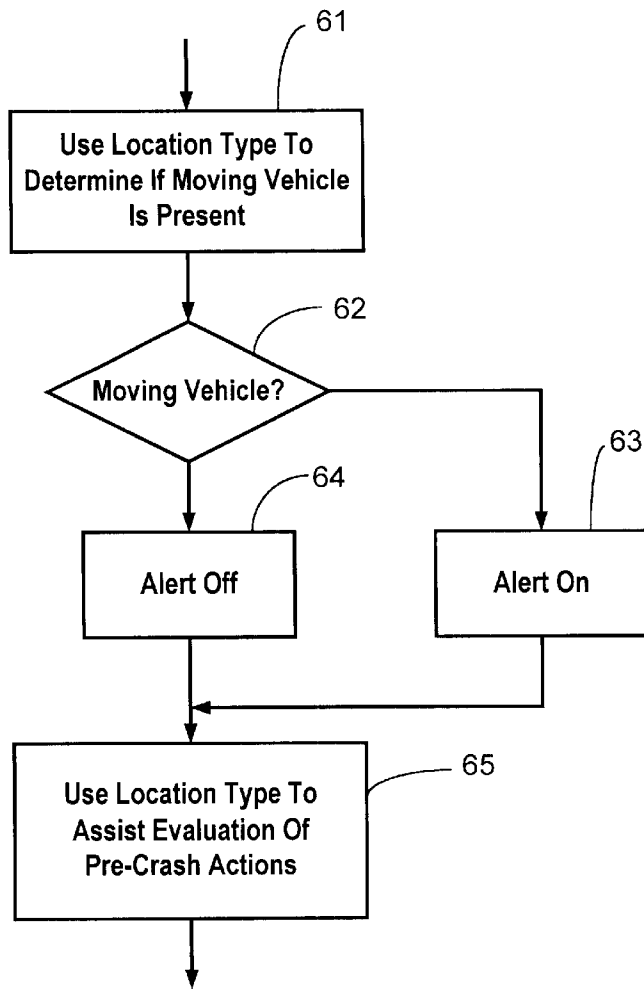 61
Use Location Type To
Determine If Moving Vehicle
Is Present
62
Moving Vehicle?
63
64
Alert Off
Alert On
65
Use Location Type To
Assist Evaluation Of
Pre-Crash Actions